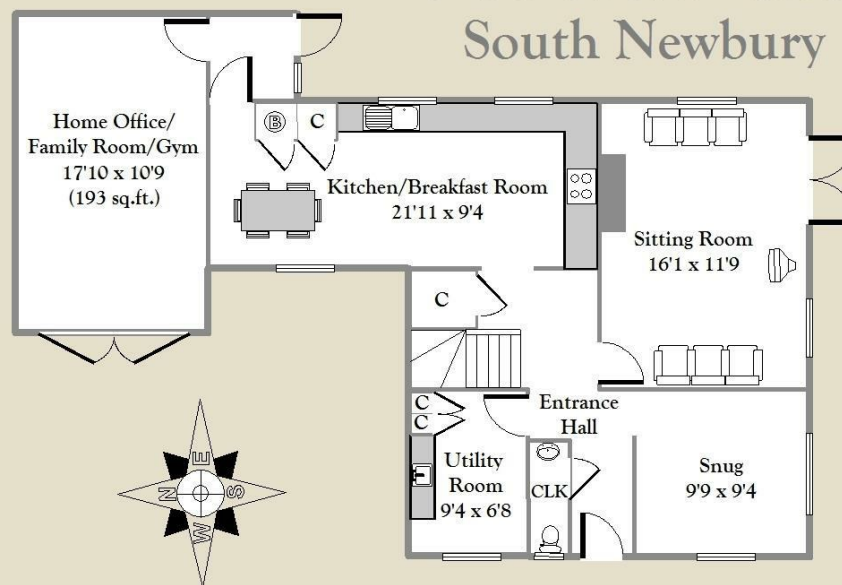 South Newbury
Home Office/
Family Room/Gym
17'10 x 10'9
(193 sq.ft.)
B
C
Kitchen/Breakfast Room
21'11 x 9'4
Sitting Room
16'1 x 11'9
C
C
C
Entrance
Hall
Utility
Room
9'4 x 6'8
CLK
Snug
9'9 x 9'4
E
N
S
W